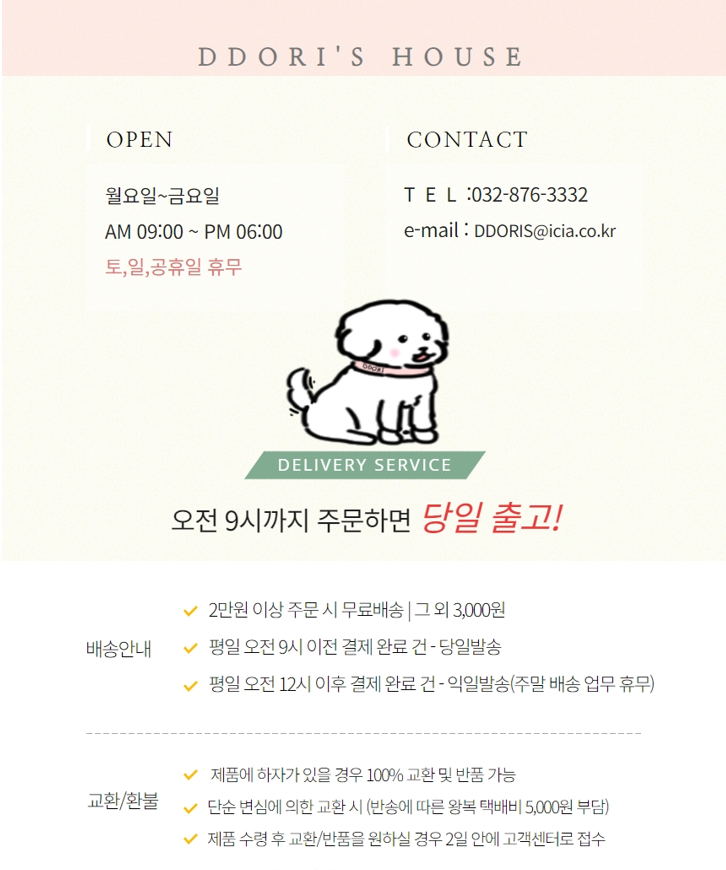 DDORI'S HOUSE
OPEN
월요일~금요일
AM 09:00 ~ PM 06:00
토,일,공휴일 휴무
CONTACT
T E L :032-876-3332
e-mail : DDORIS@icia.co.kr
DDORI
DELIVERY SERVICE
오전 9시까지 주문하면 당일 출고!
배송안내
2만원 이상 주문 시 무료배송 | 그 외 3,000원
평일 오전 9시 이전 결제 완료 건 - 당일발송
평일 오전 12시 이후 결제 완료 건 - 익일발송(주말 배송 업무 휴무)
교환/환불
제품에 하자가 있을 경우 100% 교환 및 반품 가능
단순 변심에 의한 교환 시 (반송에 따른 왕복 택배비 5,000원 부담)
제품 수령 후 교환/반품을 원하실 경우 2일 안에 고객센터로 접수